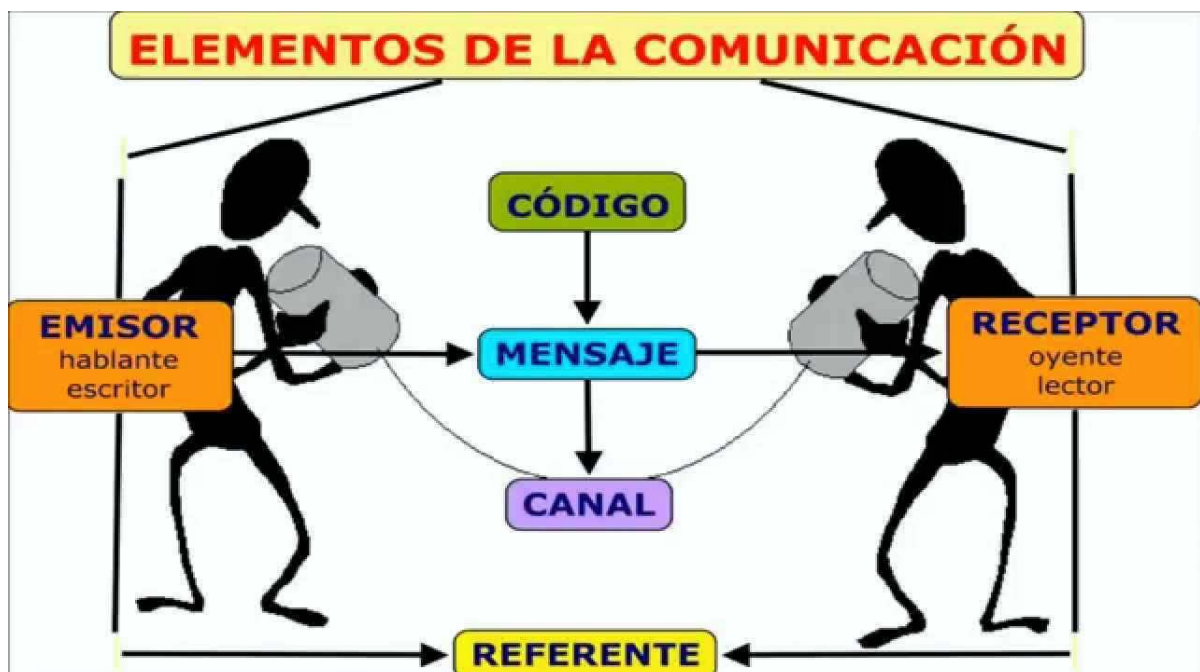 ELEMENTOS DE LA COMUNICACIÓN
CÓDIGO
EMISOR
hablante
escritor
MENSAJE
RECEPTOR
oyente
lector
CANAL
REFERENTE